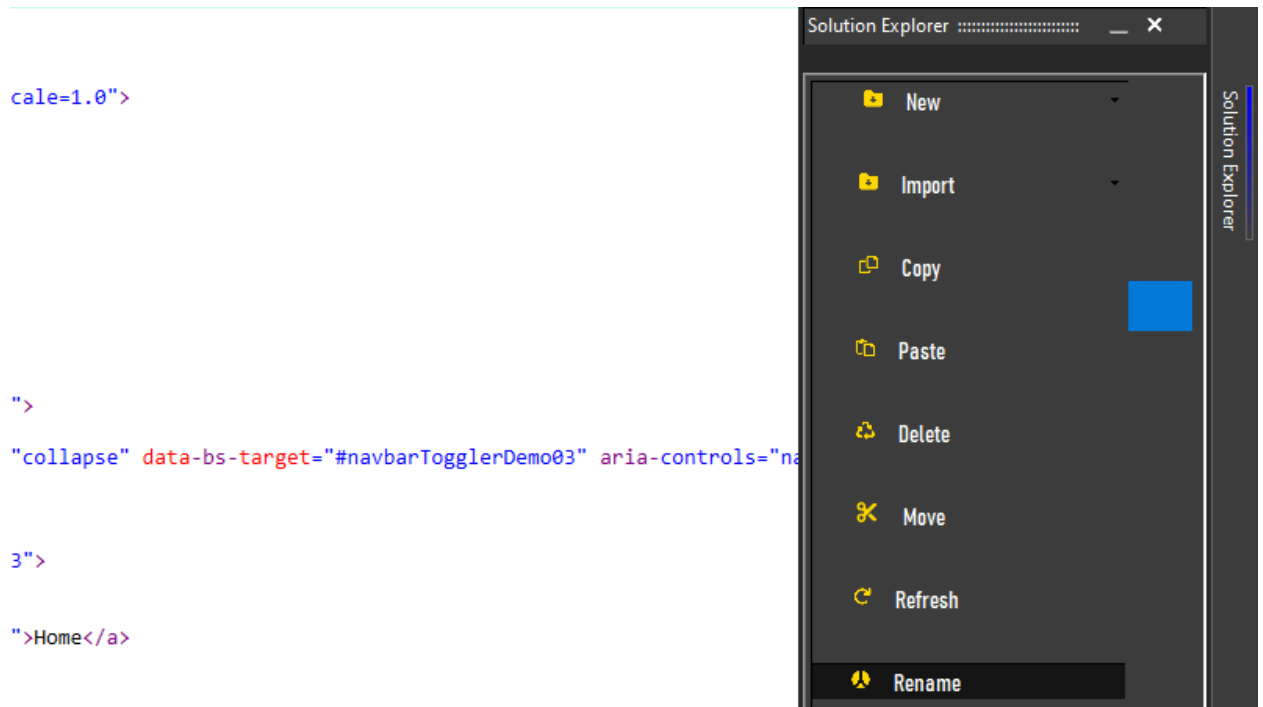 cale=1.0">
">
"collapse" data-bs-target="#navbarTogglerDemo03" aria-controls="na
3">
">Home</a>
Solution Explorer
New
Import
Copy
Paste
Delete
Move
Refresh
Rename
Solution Explorer